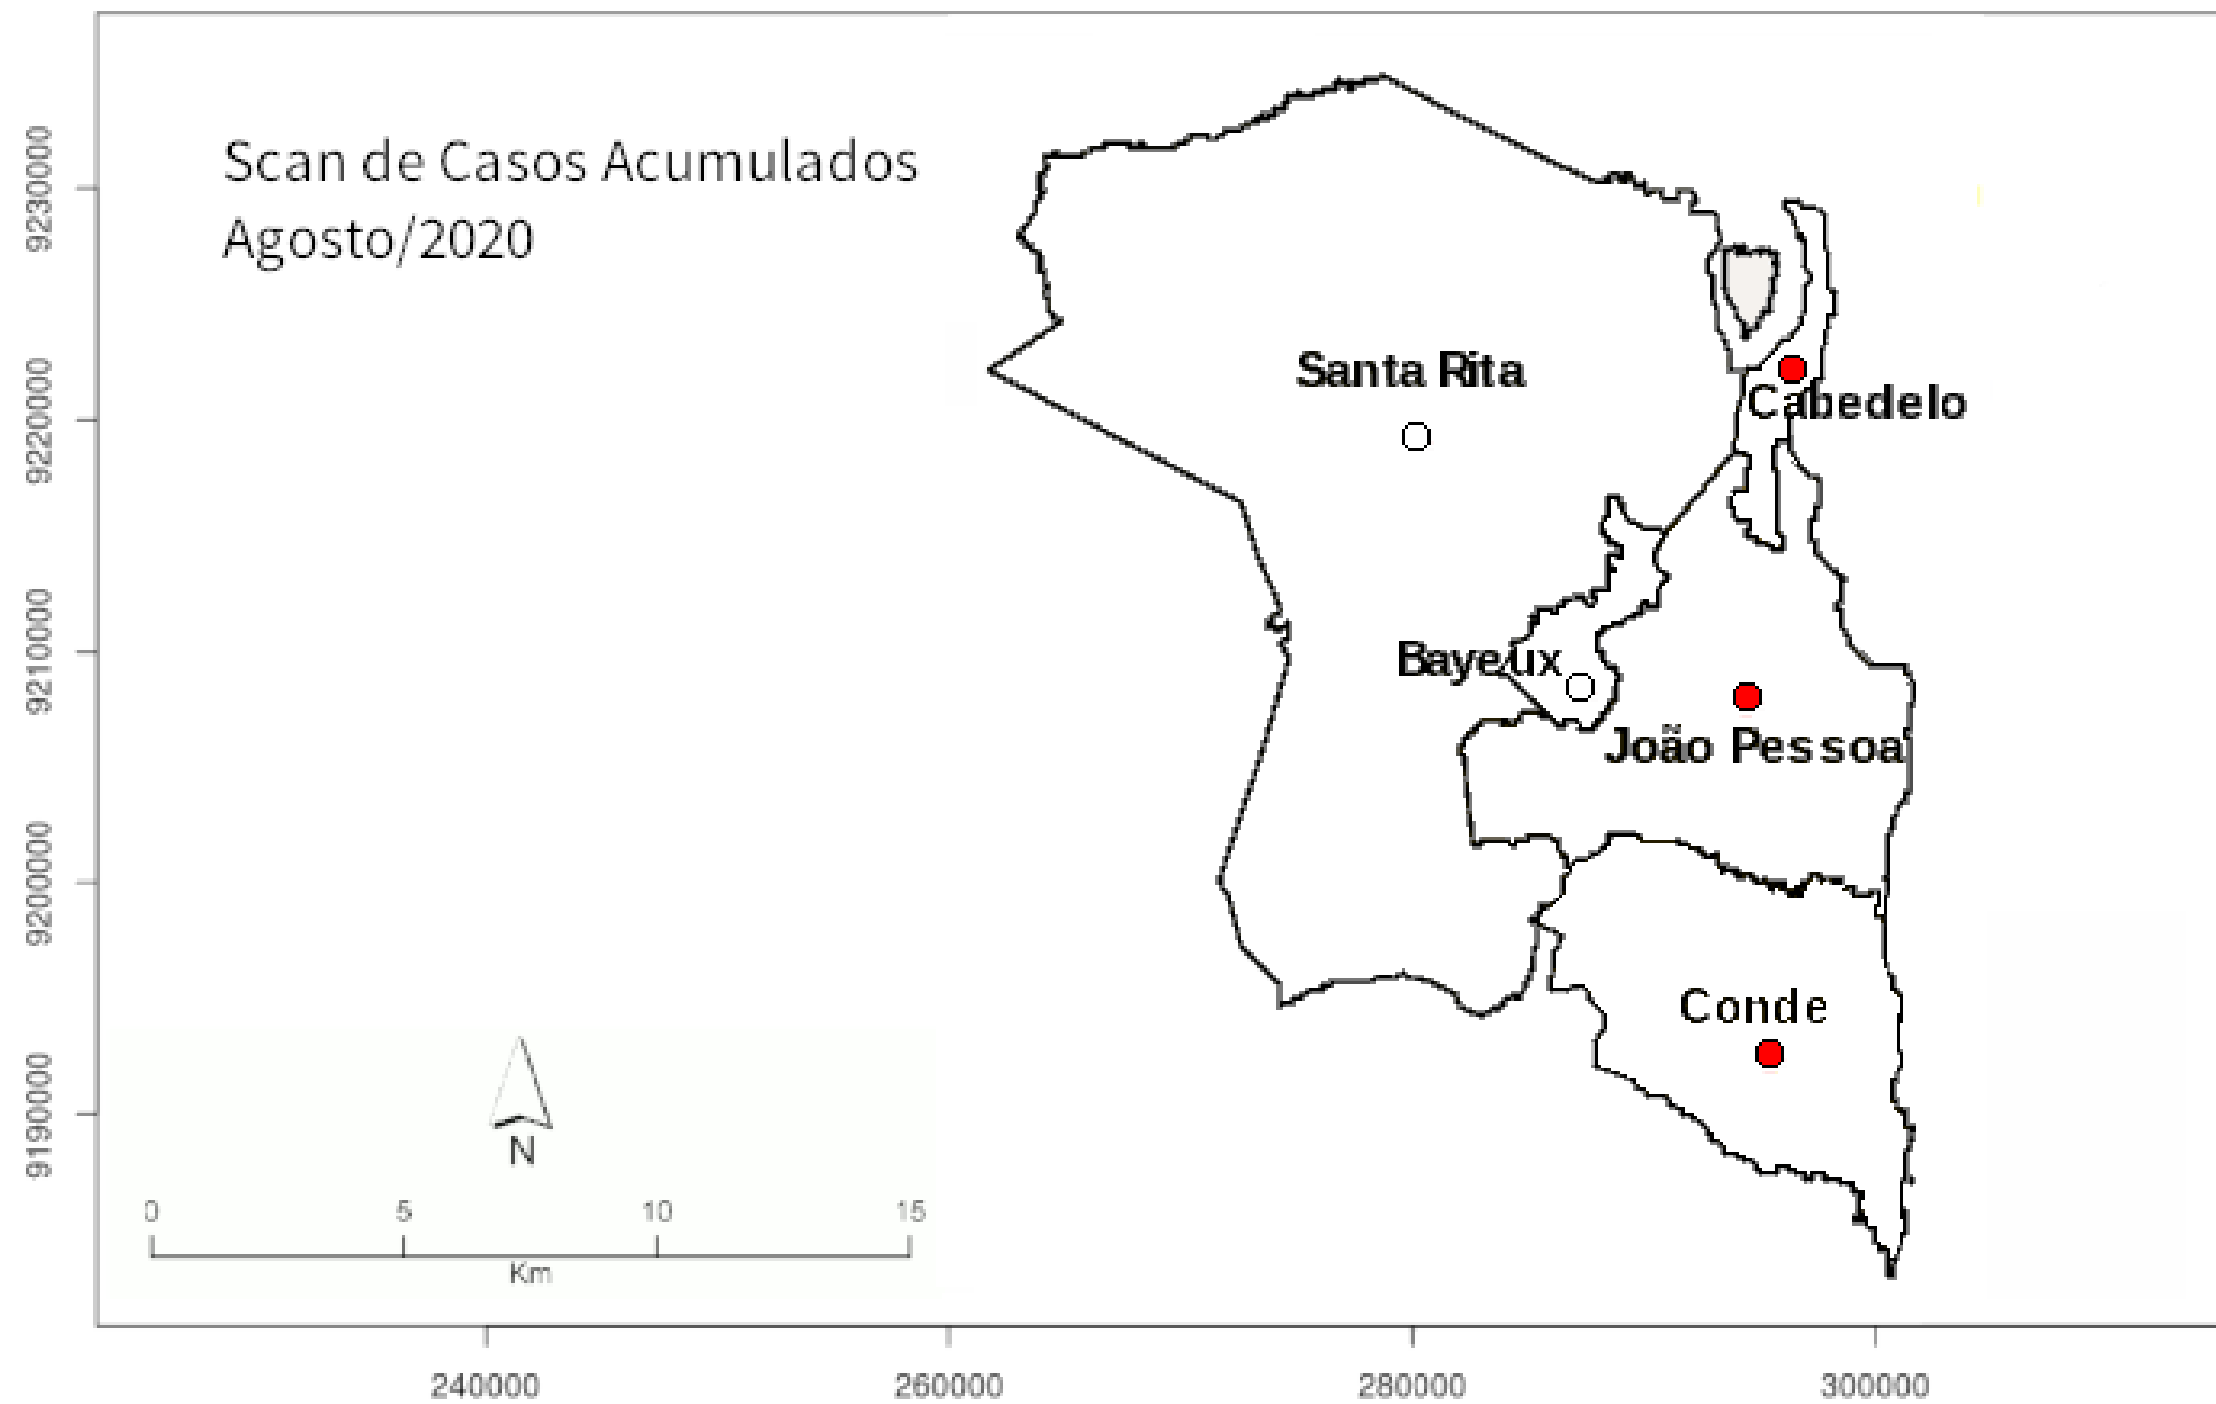 Scan de Casos Acumulados
Agosto/2020
9230000
9220000
9210000
9200000
9190000
Santa Rita
Cabedelo
Bayeux
João Pessoa
Conde
N
0 5 10 15
Km
240000 260000 280000 300000